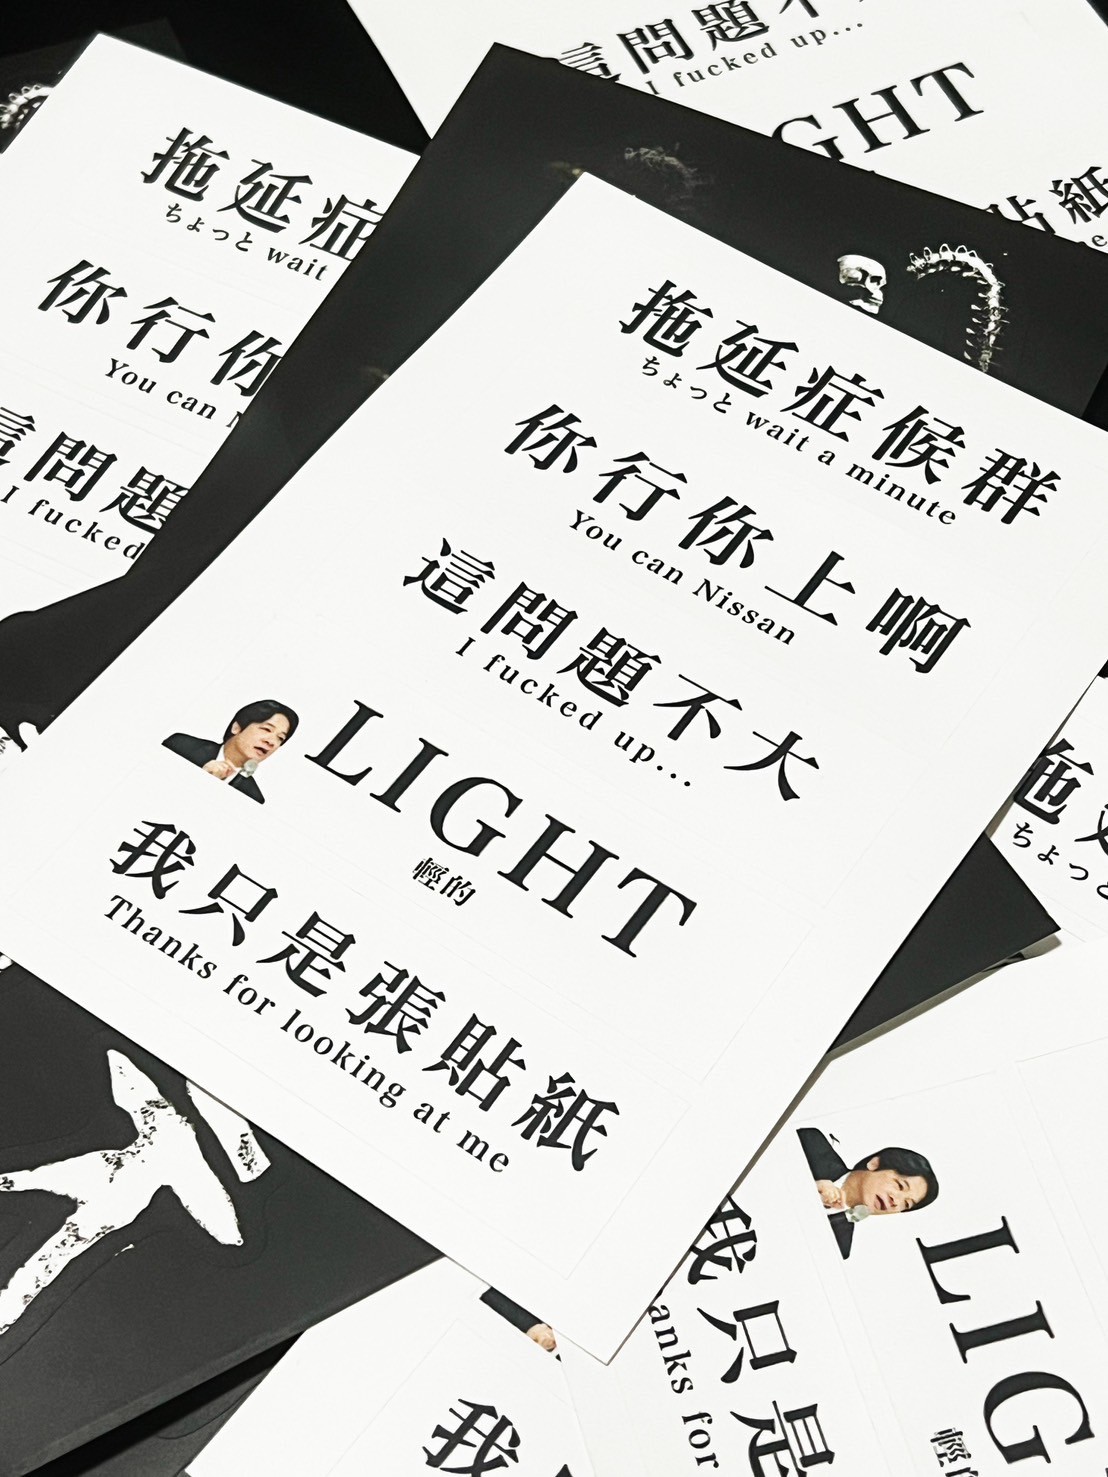 這問題不
I fucked up...
GHT
貼紙
拖延症
ちょっと wait
你行你
You can N
這問題
I fucked
拖延症候群
ちょっと wait a minute
你行你上啊
You can Nissan
這問題不大
I fucked up...
LIGHT
輕的
我只是張貼紙
Thanks for looking at me
拖延
ちょっと
我只是
anks for
LIG
輕
我